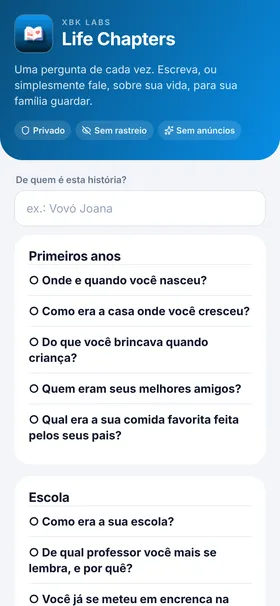 XBK LABS
Life Chapters
Uma pergunta de cada vez. Escreva, ou
simplesmente fale, sobre sua vida, para sua
família guardar.
Privado
Sem rastreio
Sem anúncios
De quem é esta história?
ex.: Vovó Joana
Primeiros anos
Onde e quando você nasceu?
Como era a casa onde você cresceu?
Do que você brincava quando
criança?
Quem eram seus melhores amigos?
Qual era a sua comida favorita feita
pelos seus pais?
Escola
Como era a sua escola?
De qual professor você mais se
lembra, e por quê?
Você já se meteu em encrenca na